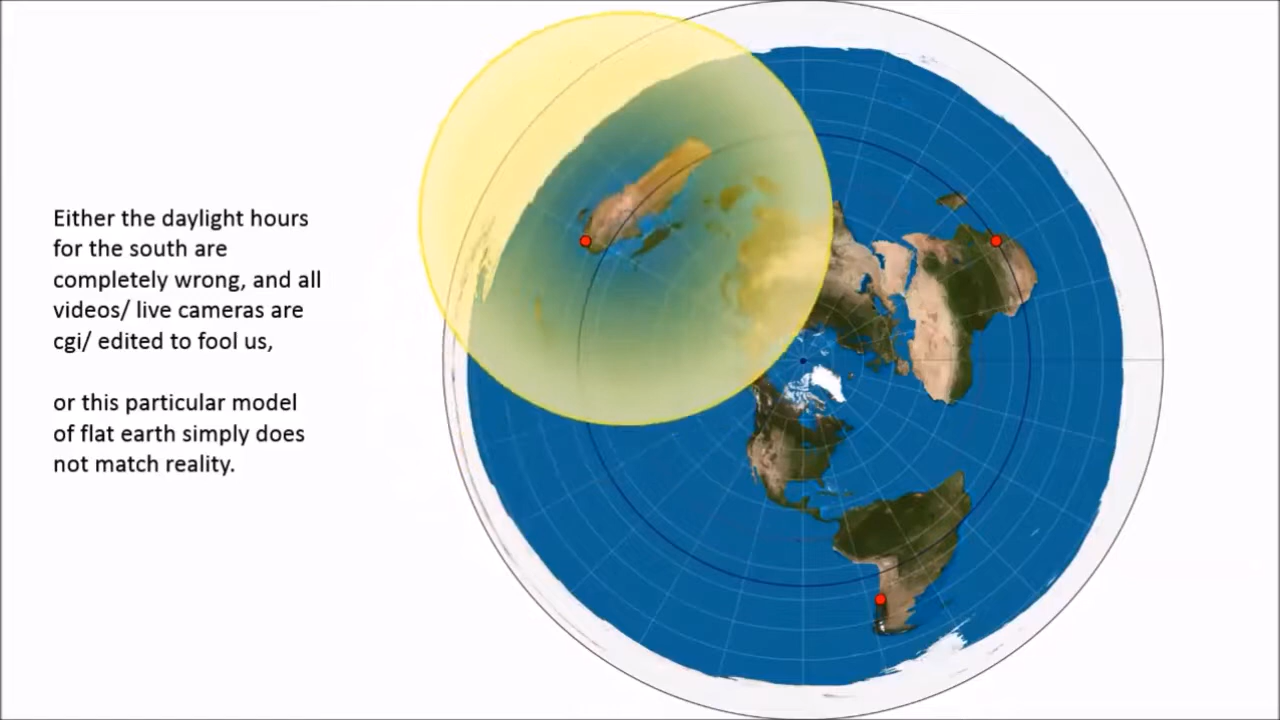 Either the daylight hours
for the south are
completely wrong, and all
videos/ live cameras are
cgi/ edited to fool us,
or this particular model
of flat earth simply does
not match reality.